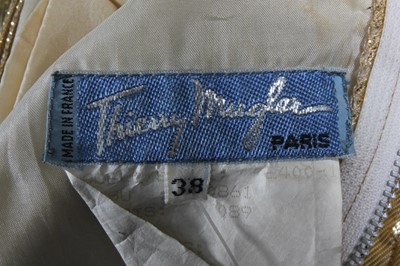 MADE IN FRANCE
Thierry Mugler
PARIS
38